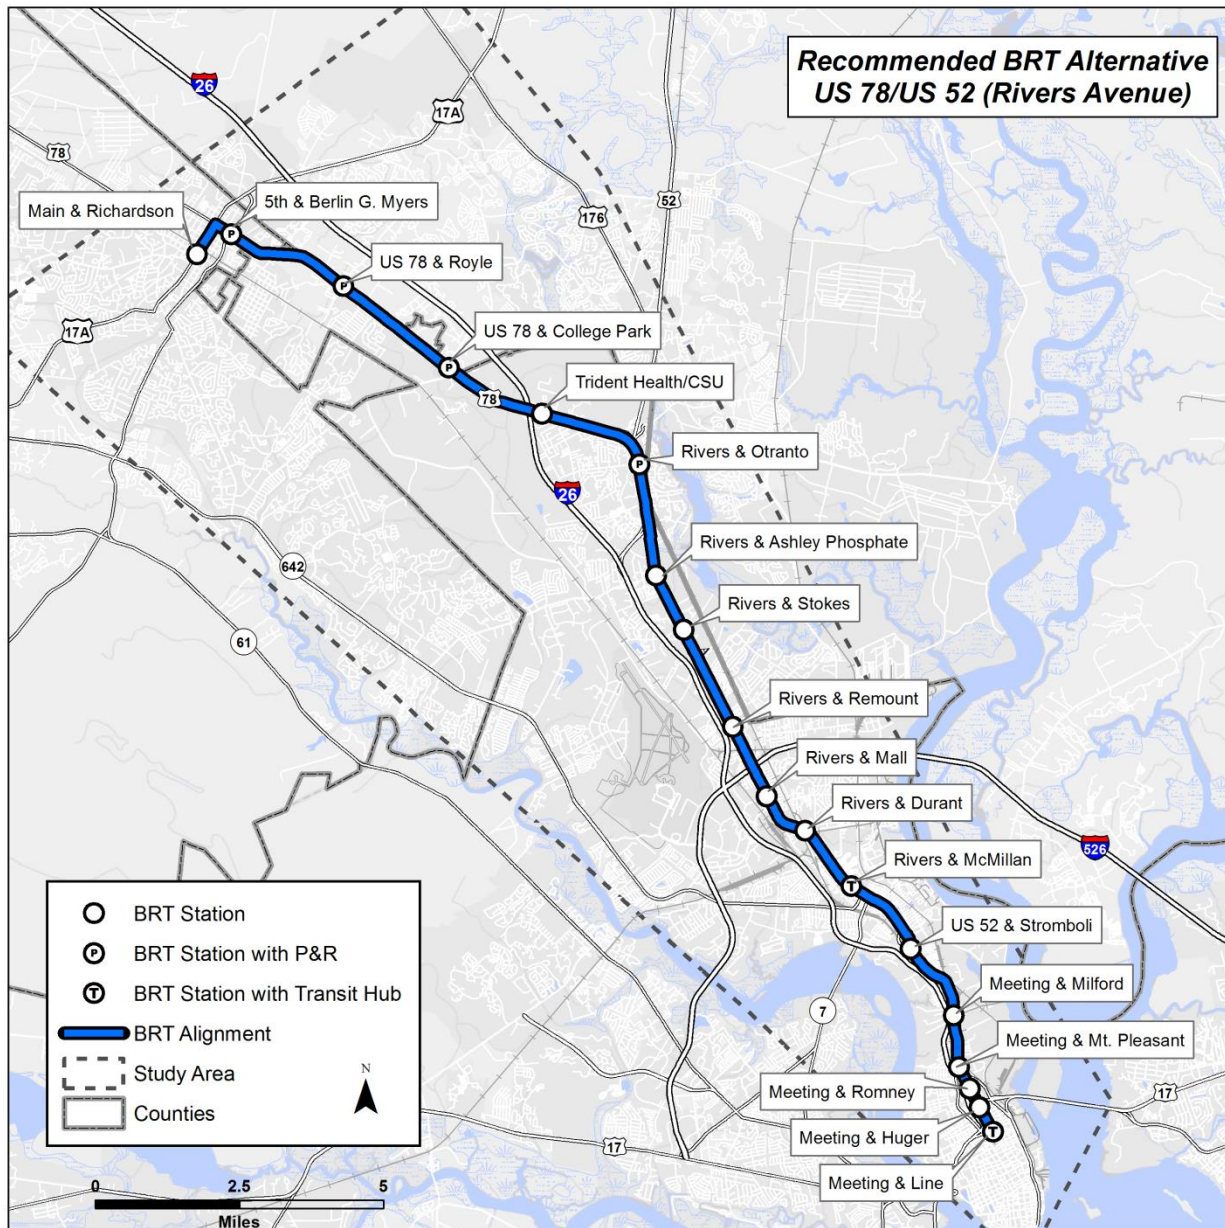 Recommended BRT Alternative
US 78/US 52 (Rivers Avenue)
26
17A
78
Main & Richardson
5th & Berlin G. Myers
176
52
US 78 & Royle
17A
US 78 & College Park
Trident Health/CSU
78
Rivers & Otranto
26
Rivers & Ashley Phosphate
642
Rivers & Stokes
61
Rivers & Remount
Rivers & Mall
Rivers & Durant
526
Rivers & McMillan
US 52 & Stromboli
7
Meeting & Milford
Meeting & Mt. Pleasant
Meeting & Romney
17
Meeting & Huger
17
Meeting & Line
P
P
P
P
T
T
BRT Station
P BRT Station with P&R
T BRT Station with Transit Hub
BRT Alignment
Study Area
Counties
N
0 2.5 5
Miles